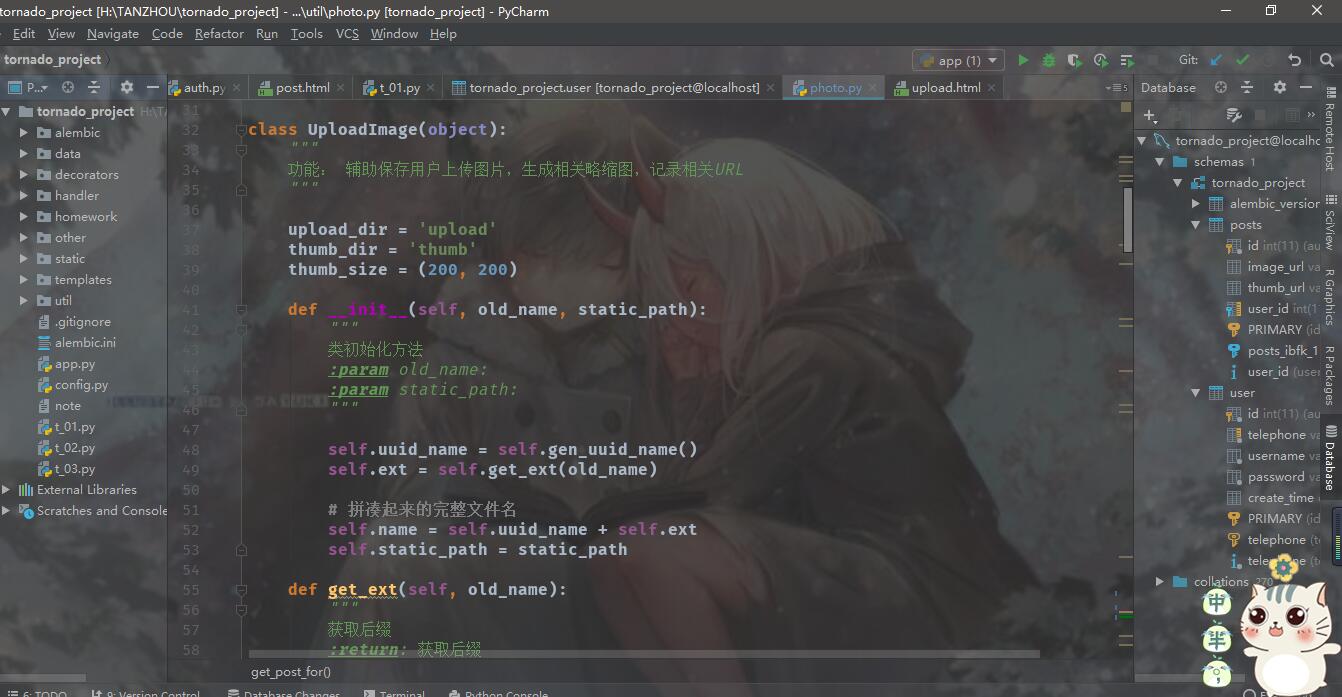 tornado_project [H:\TANZHOU\tornado_project] - ...\util\photo.py [tornado_project] - PyCharm
Edit View Navigate Code Refactor Run Tools VCS Window Help
tornado_project
app (1)
Git:
P...
auth.py
post.html
t_01.py
tornado_project.user [tornado_project@localhost]
photo.py
upload.html
5
Database
tornado_project H:\TA
alembic
data
decorators
handler
homework
other
static
templates
util
.gitignore
alembic.ini
app.py
config.py
note
t_01.py
t_02.py
t_03.py
External Libraries
Scratches and Console
31
32 class UploadImage(object):
33 """
34 功能： 辅助保存用户上传图片，生成相关略缩图，记录相关URL
35 """
36
37 upload_dir = 'upload'
38 thumb_dir = 'thumb'
39 thumb_size = (200, 200)
40
41 def __init__(self, old_name, static_path):
42 """
43 类初始化方法
44 :param old_name:
45 :param static_path:
46 """
47
48 self.uuid_name = self.gen_uuid_name()
49 self.ext = self.get_ext(old_name)
50
51 # 拼凑起来的完整文件名
52 self.name = self.uuid_name + self.ext
53 self.static_path = static_path
54
55 def get_ext(self, old_name):
56 """
57 获取后缀
58 :return: 获取后缀
get_post_for()
tornado_project@localhc
schemas 1
tornado_project
alembic_version
posts
id int(11) (au
image_url va
thumb_url va
user_id int(1
PRIMARY (id
posts_ibfk_1
user_id (user
user
id int(11) (au
telephone va
username va
password va
create_time
PRIMARY (id
telephone (te
collations 270
Remote Host
SciView
R Graphics
R Packages
Database
中
半
6: TODO
9: Version Control
Database Changes
Terminal
Python Console